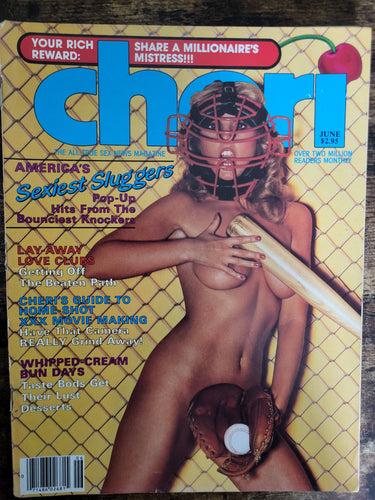 YOUR RICH REWARD:
SHARE A MILLIONAIRE'S MISTRESS!!!
cheri
JUNE
$2.95
THE ALL-TRUE SEX NEWS MAGAZINE
OVER TWO MILLION
READERS MONTHLY
AMERICA'S
Sexiest Sluggers
Pop-Up
Hits From The
Bounciest Knockers
LAY-AWAY
LOVE CLUBS
Getting Off
The Beaten Path
CHERI'S GUIDE TO
HOME-SHOT
XXX MOVIE MAKING
Have That Camera
REALLY Grind Away!
WHIPPED-CREAM
BUN DAYS
Taste Bods Get
Their Lust
Desserts